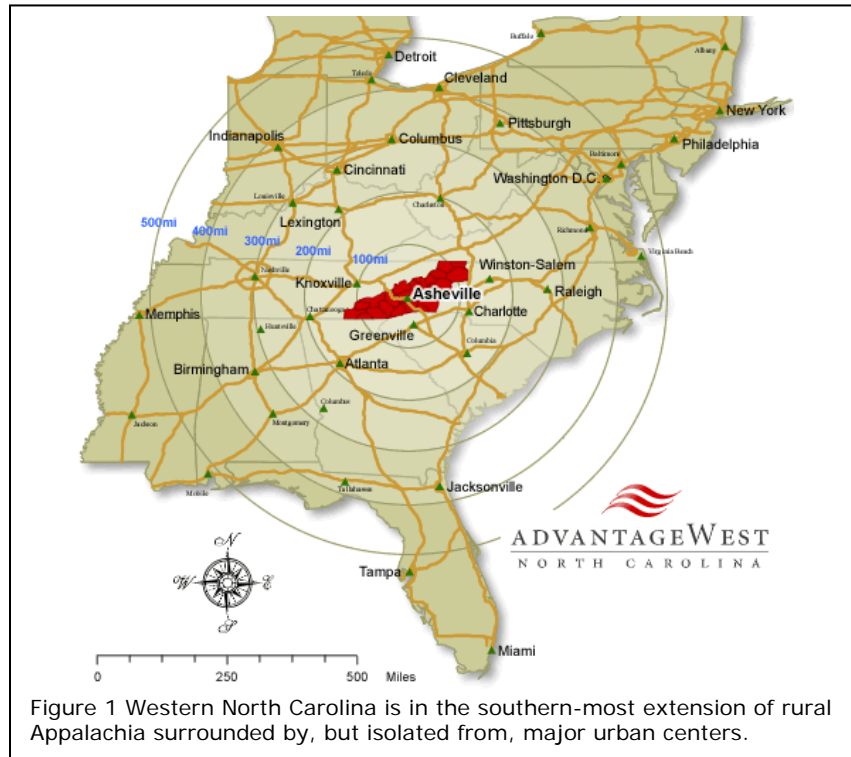 Buffalo
Albany
Detroit
Toledo
Cleveland
New York
Pittsburgh
Indianapolis
Columbus
Philadelphia
Baltimore
Cincinnati
Washington D.C.
Louisville
Charleston
Lexington
500mi
400mi
Richmond
300mi
Virginia Beach
200mi
100mi
Nashville
Winston-Salem
Knoxville
Asheville
Raleigh
Memphis
Chattanooga
Charlotte
Huntsville
Greenville
Columbia
Birmingham
Atlanta
Columbus
Jackson
Montgomery
Mobile
Tallahassee
Jacksonville
ADVANTAGEWEST
NORTH CAROLINA
N
W E
S
Tampa
Miami
0 250 500 Miles
Figure 1 Western North Carolina is in the southern-most extension of rural
Appalachia surrounded by, but isolated from, major urban centers.